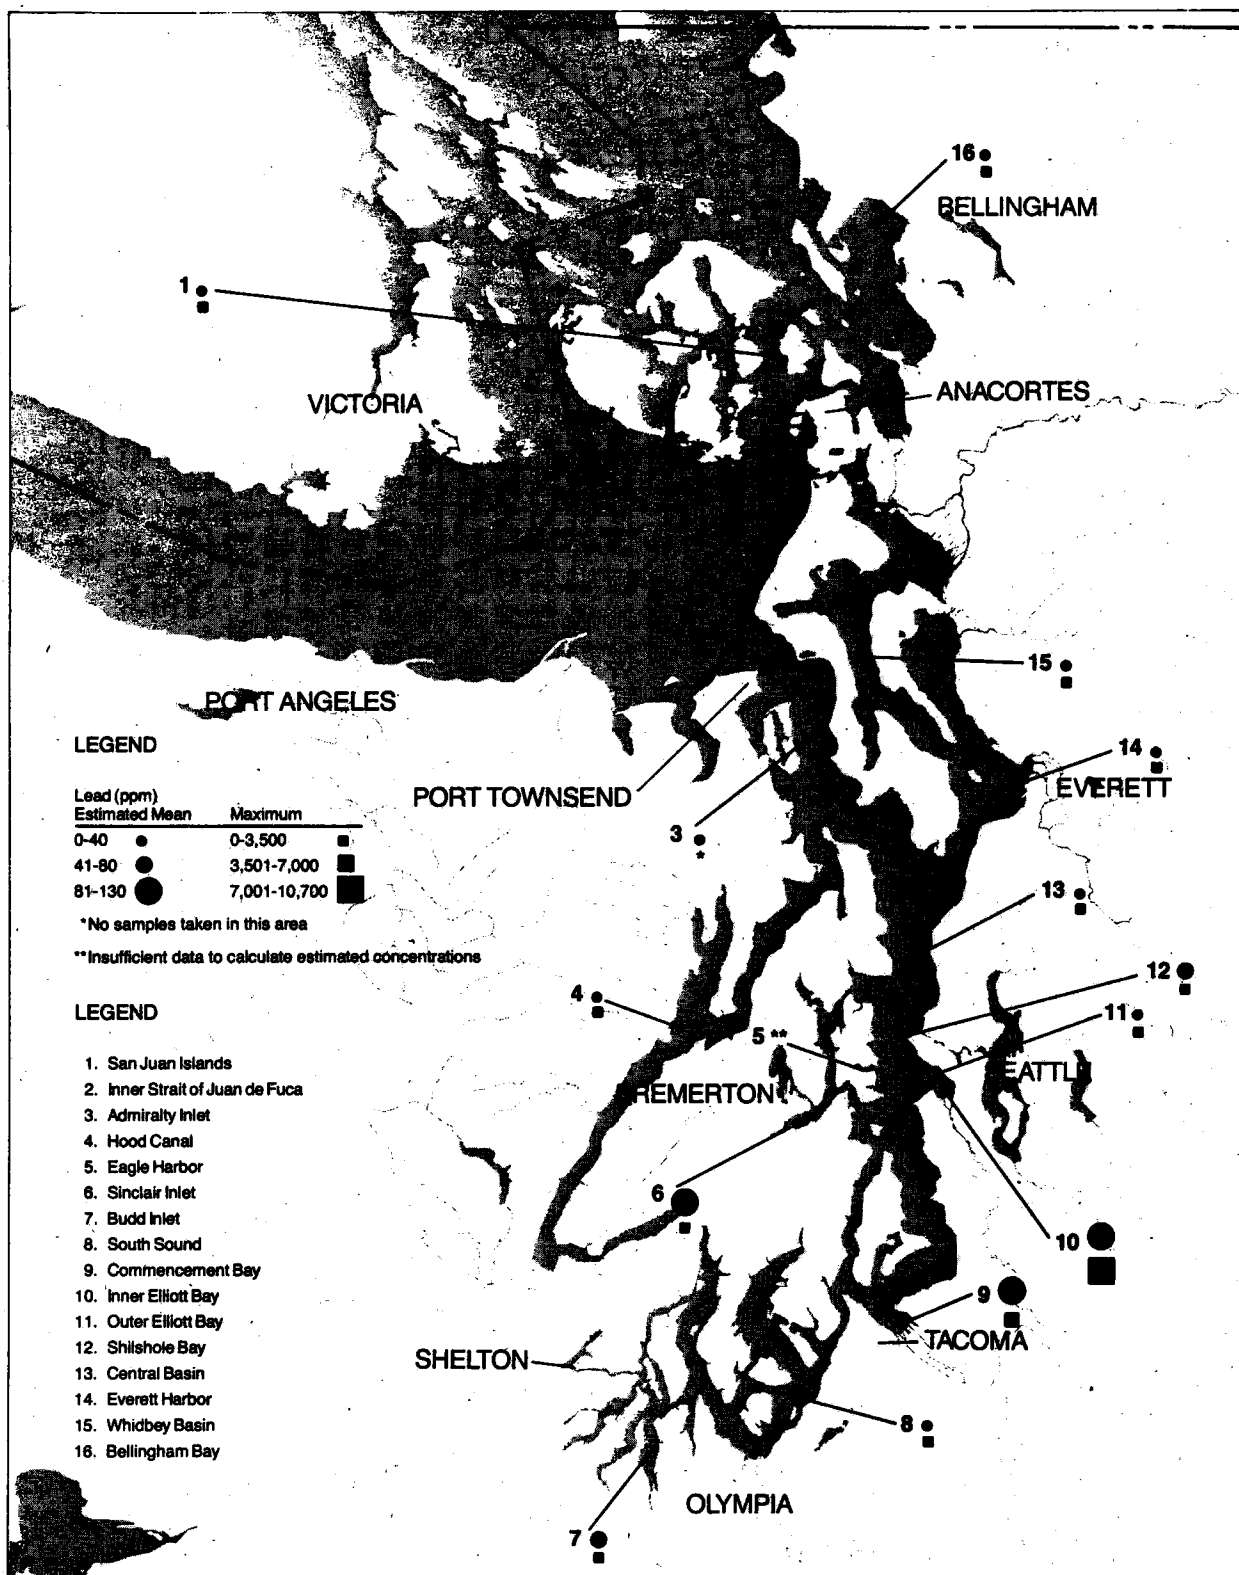 16
BELLINGHAM
1
VICTORIA
ANACORTES
15
PORT ANGELES
14
EVERETT
PORT TOWNSEND
3
*
LEGEND
Lead (ppm)
Estimated Mean Maximum
0-40 0-3,500
41-80 3,501-7,000
81-130 7,001-10,700
*No samples taken in this area
**Insufficient data to calculate estimated concentrations
13
12
4
11
5 **
EATTLE
REMERTON
6
10
9
TACOMA
SHELTON
8
OLYMPIA
7
LEGEND
1. San Juan Islands
2. Inner Strait of Juan de Fuca
3. Admiralty Inlet
4. Hood Canal
5. Eagle Harbor
6. Sinclair Inlet
7. Budd Inlet
8. South Sound
9. Commencement Bay
10. Inner Elliott Bay
11. Outer Elliott Bay
12. Shilshole Bay
13. Central Basin
14. Everett Harbor
15. Whidbey Basin
16. Bellingham Bay